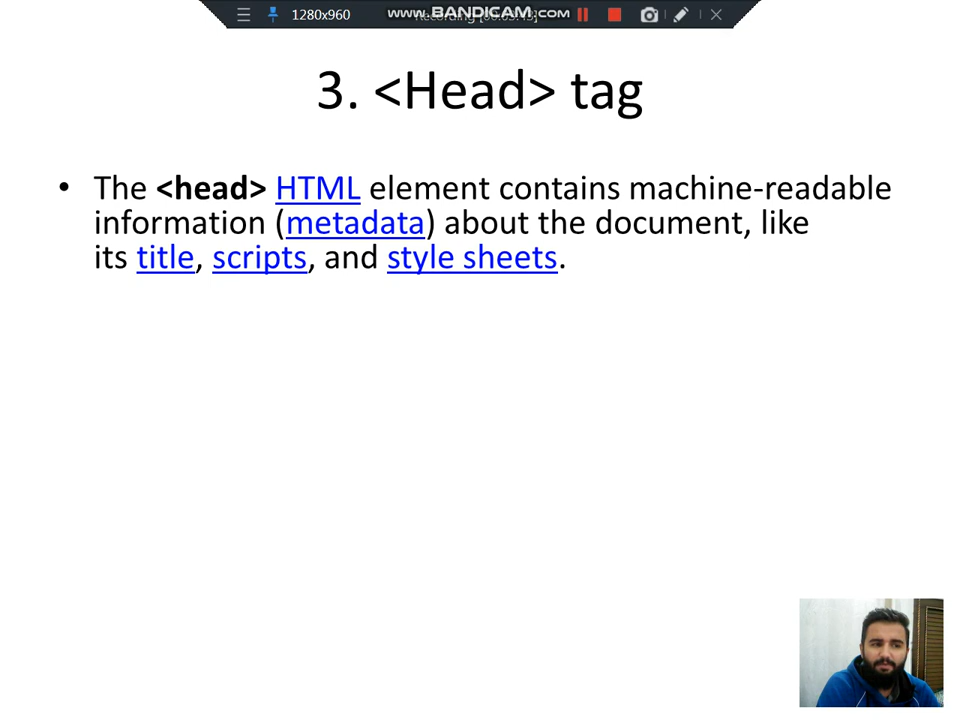 1280x960
www.BANDICAM.com
3. <Head> tag
• The <head> HTML element contains machine-readable
information (metadata) about the document, like
its title, scripts, and style sheets.